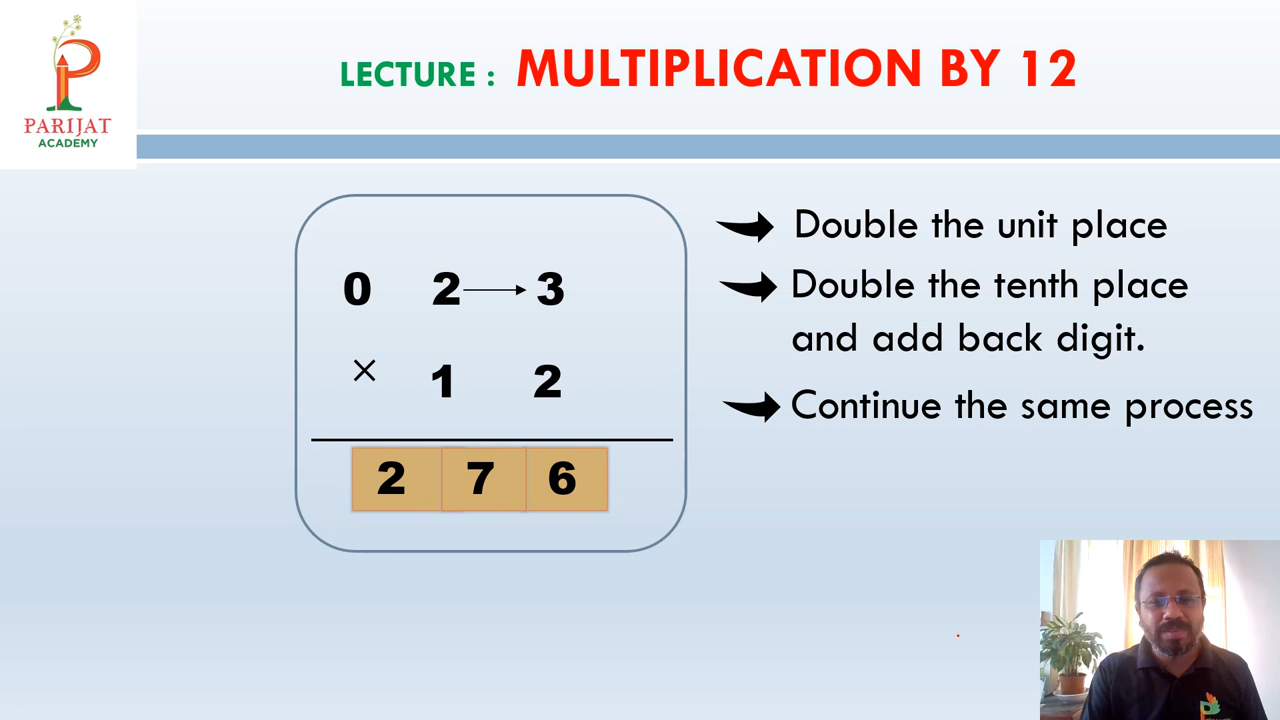 PARIJAT
ACADEMY
LECTURE : MULTIPLICATION BY 12
0 2 3
× 1 2
2 7 6
Double the unit place
Double the tenth place
and add back digit.
Continue the same process